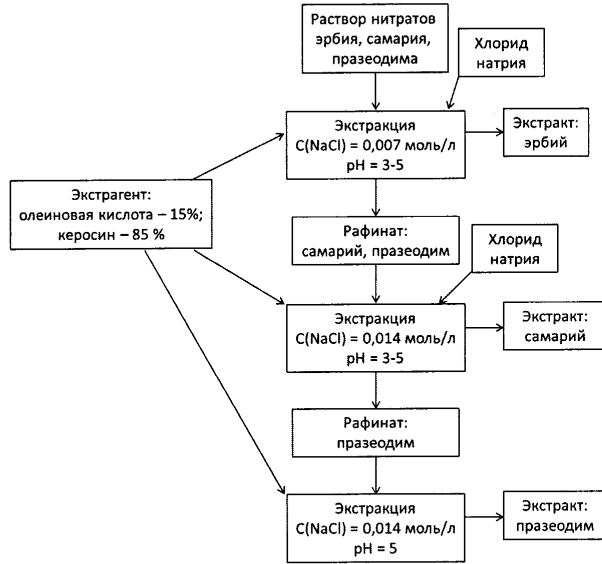 Раствор нитратов
эрбия, самария,
празеодима
Хлорид
натрия
Экстракция
C(NaCl) = 0,007 моль/л
pH = 3-5
Экстракт:
эрбий
Экстрагент:
олеиновая кислота – 15%;
керосин – 85 %
Рафинат:
самарий, празеодим
Хлорид
натрия
Экстракция
C(NaCl) = 0,014 моль/л
pH = 3-5
Экстракт:
самарий
Рафинат:
празеодим
Экстракция
C(NaCl) = 0,014 моль/л
pH = 5
Экстракт:
празеодим